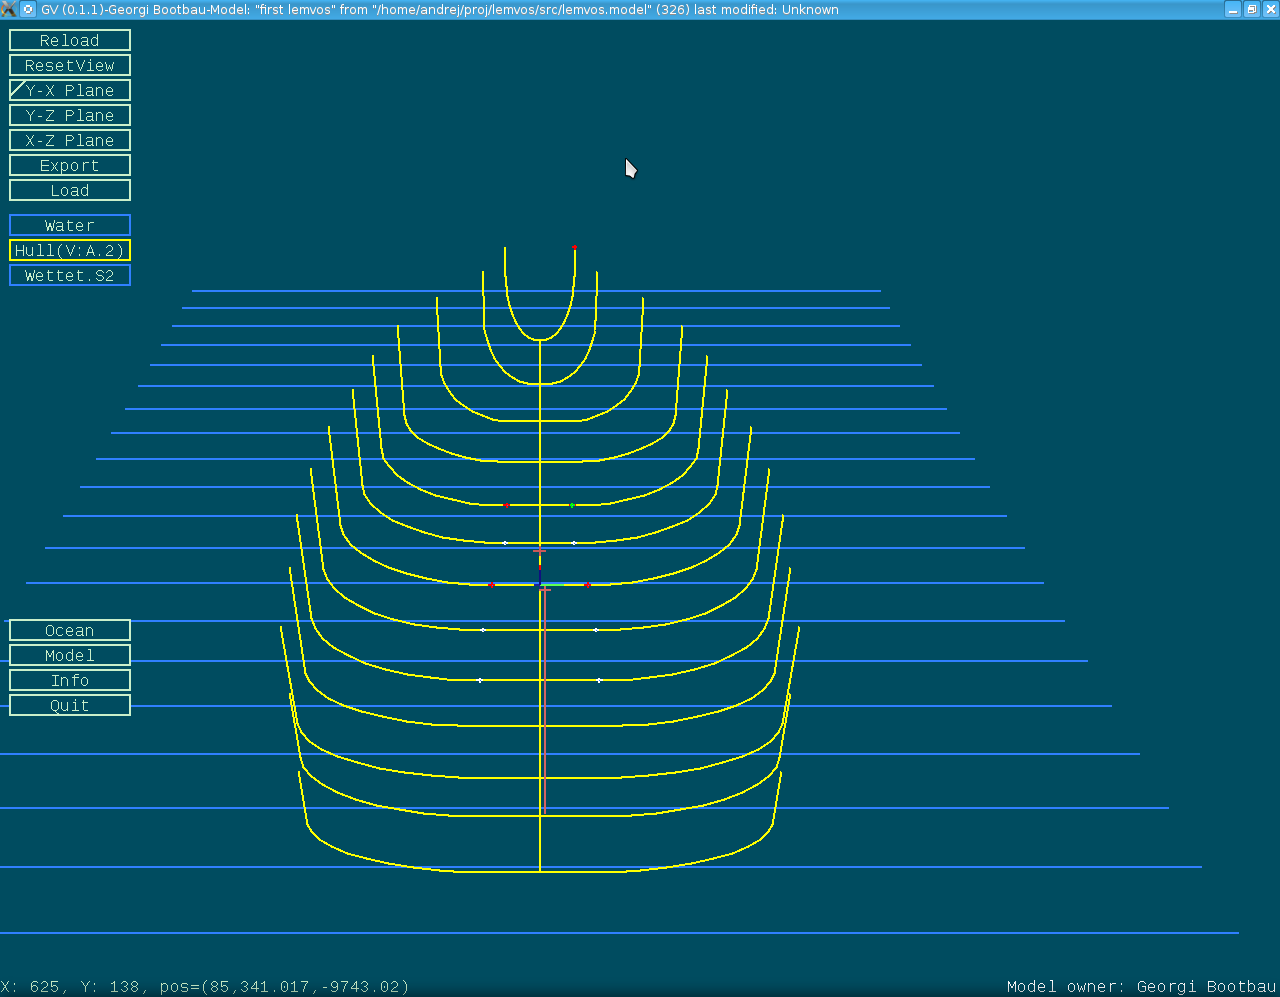 GV (0.1.1)-Georgi Bootbau-Model: "first lemvos" from "/home/andrej/proj/lemvos/src/lemvos.model" (326) last modified: Unknown
Reload
ResetView
Y-X Plane
Y-Z Plane
X-Z Plane
Export
Load
Water
Hull(V:A.2)
Wettet.S2
Ocean
Model
Info
Quit
X: 625, Y: 138, pos=(85,341.017,-9743.02)
Model owner: Georgi Bootbau